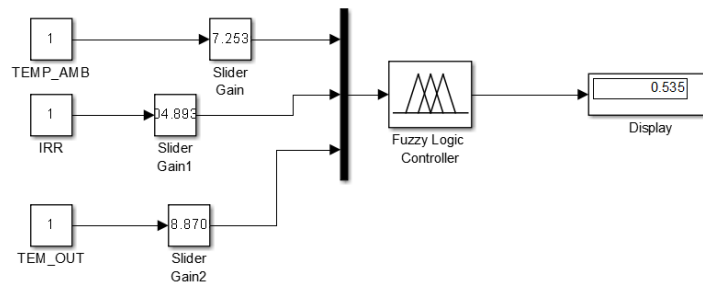 1
TEMP_AMB
7.253
Slider
Gain
1
IRR
04.893
Slider
Gain1
1
TEM_OUT
8.870
Slider
Gain2
Fuzzy Logic
Controller
0.535
Display